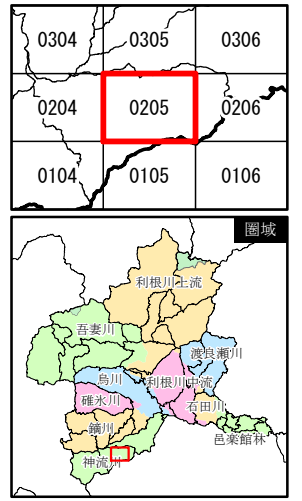 0304 0305 0306
0204 0205 0206
0104 0105 0106
圏域
利根川上流
吾妻川
渡良瀬川
烏川
利根川中流
碓氷川
石田川
鏑川
邑楽館林
神流川